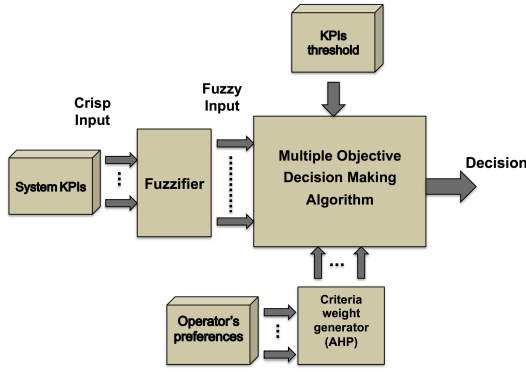 KPIs
threshold
Fuzzy
Input
Crisp
Input
Multiple Objective
Decision Making
Algorithm
Decision
System KPIs
Fuzzifier
...
Criteria
weight
generator
(AHP)
Operator's
preferences